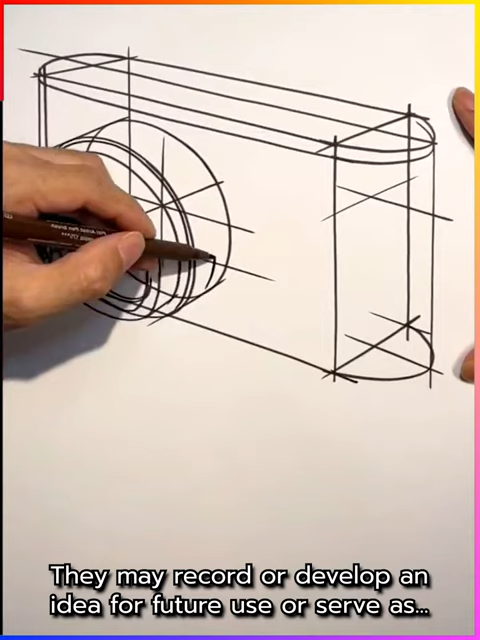 They may record or develop an
idea for future use or serve as...